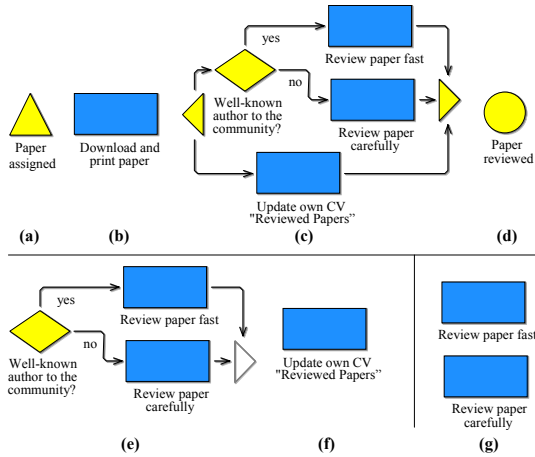 yes
Review paper fast
no
Well-known
author to the
community?
Review paper
carefully
Paper
assigned
Download and
print paper
Paper
reviewed
Update own CV
"Reviewed Papers”
(a)
(b)
(c)
(d)
yes
Review paper fast
no
Well-known
author to the
community?
Review paper
carefully
Update own CV
"Reviewed Papers”
Review paper fast
Review paper
carefully
(e)
(f)
(g)